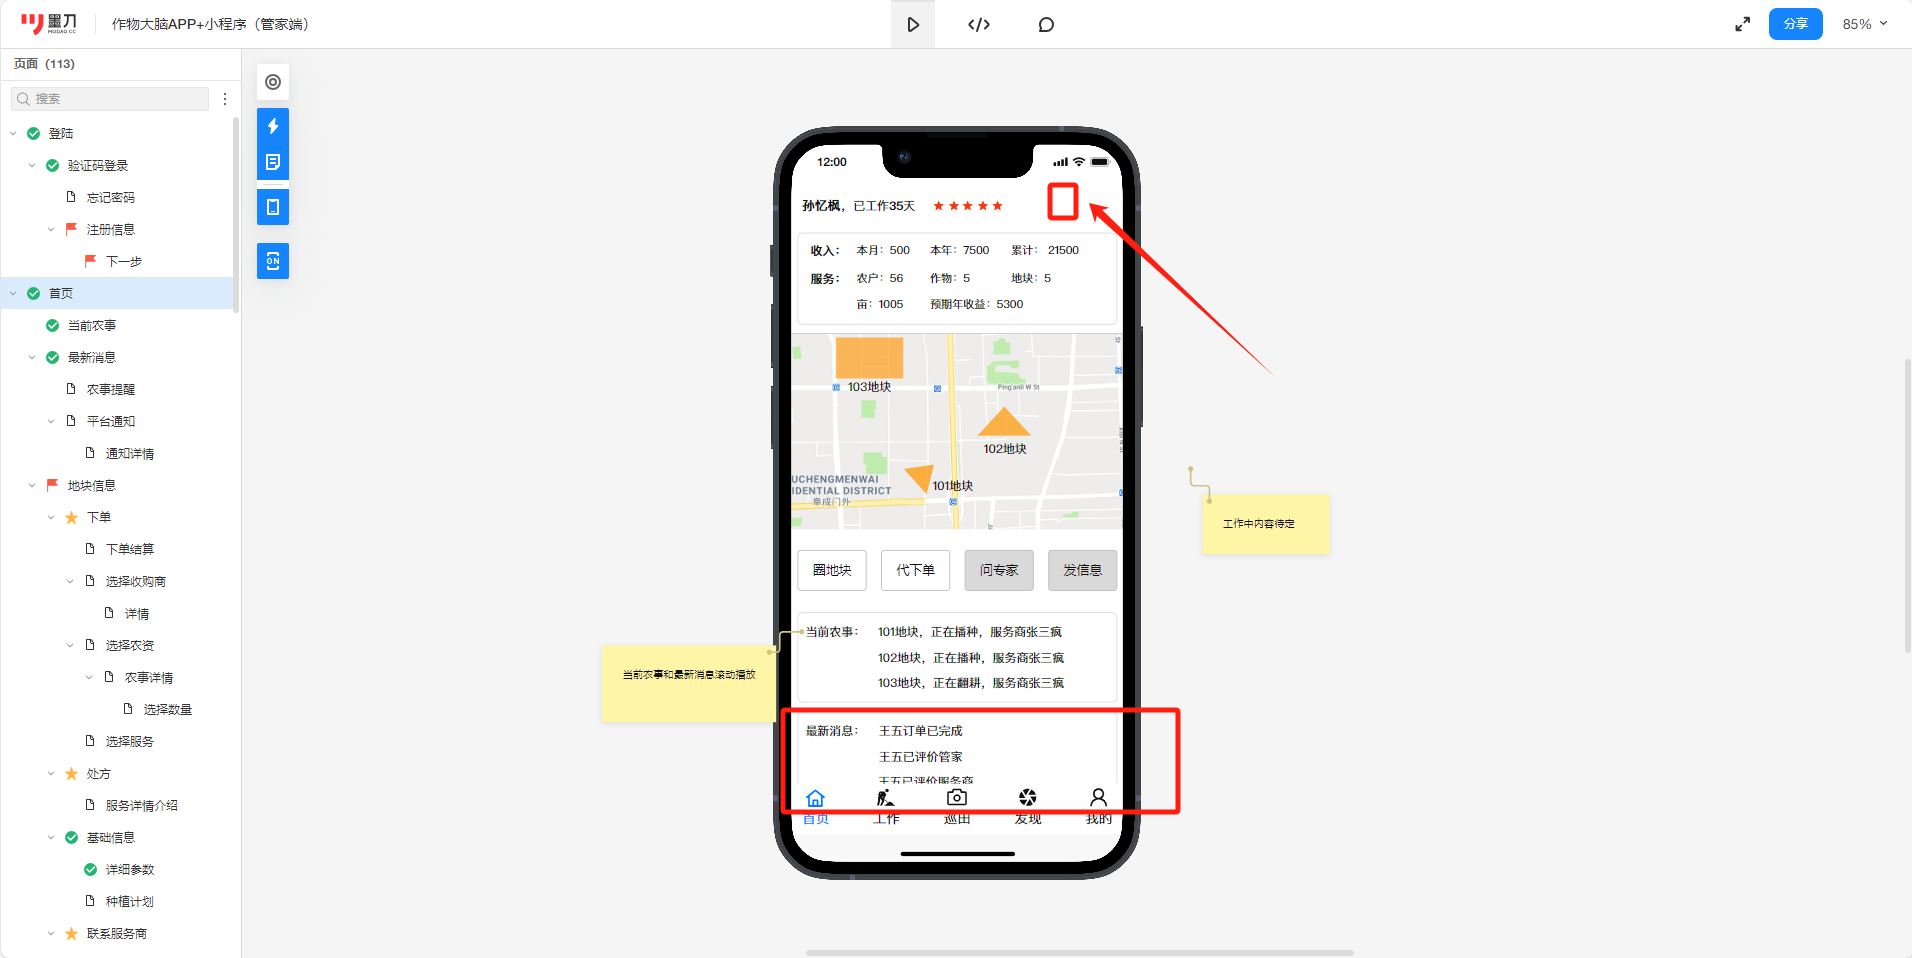 墨刀
MODAO.CC
作物大脑APP+小程序（管家端）
分享
85%
页面（113）
搜索
登陆
验证码登录
忘记密码
注册信息
下一步
首页
当前农事
最新消息
农事提醒
平台通知
通知详情
地块信息
下单
下单结算
选择收购商
详情
选择农资
农事详情
选择数量
选择服务
处方
服务详情介绍
基础信息
详细参数
种植计划
联系服务商
ON
12:00
孙忆枫，已工作35天
收入： 本月：500 本年：7500 累计： 21500
服务： 农户：56 作物：5 地块：5
亩：1005 预期年收益：5300
103地块
Ping'anli W St
102地块
101地块
UCHENGMENWAI
IDENTIAL DISTRICT
阜成门外
圈地块 代下单 问专家 发信息
当前农事： 101地块，正在播种，服务商张三疯
102地块，正在播种，服务商张三疯
103地块，正在翻耕，服务商张三疯
最新消息： 王五订单已完成
王五已评价管家
王五已评价服务商
首页 工作 巡田 发现 我的
工作中内容待定
当前农事和最新消息滚动播放